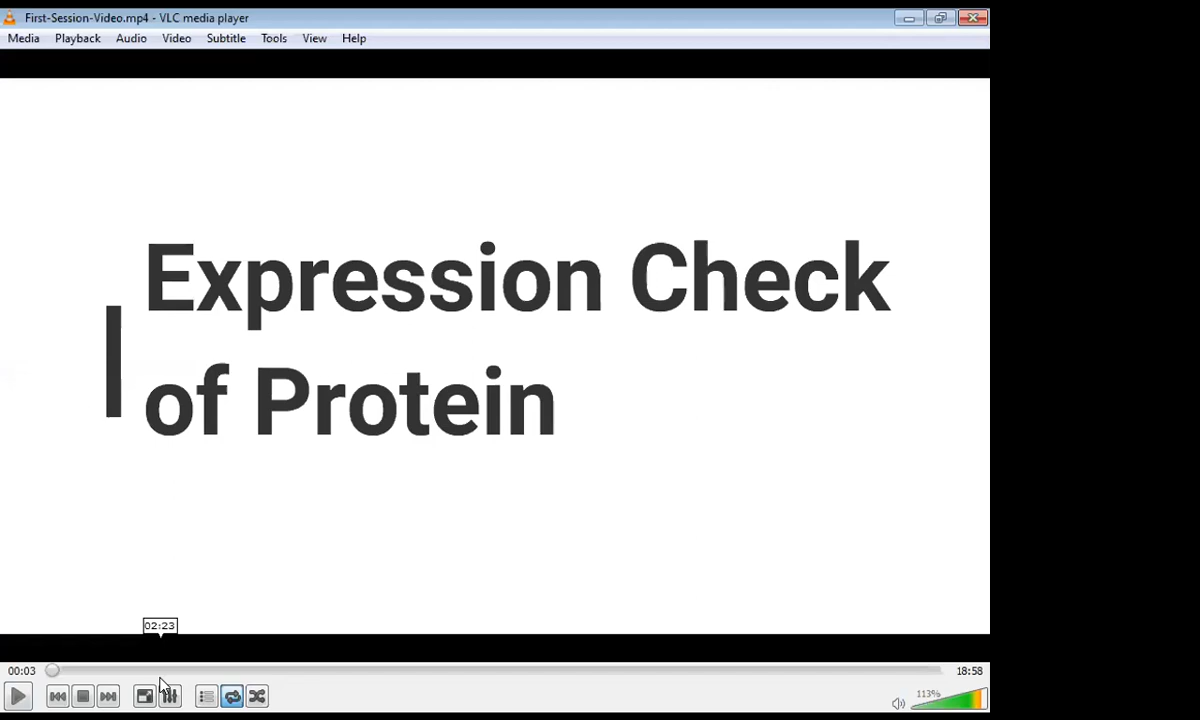 First-Session-Video.mp4 - VLC media player
Media Playback Audio Video Subtitle Tools View Help
Expression Check
of Protein
02:23
00:03 18:58
113%